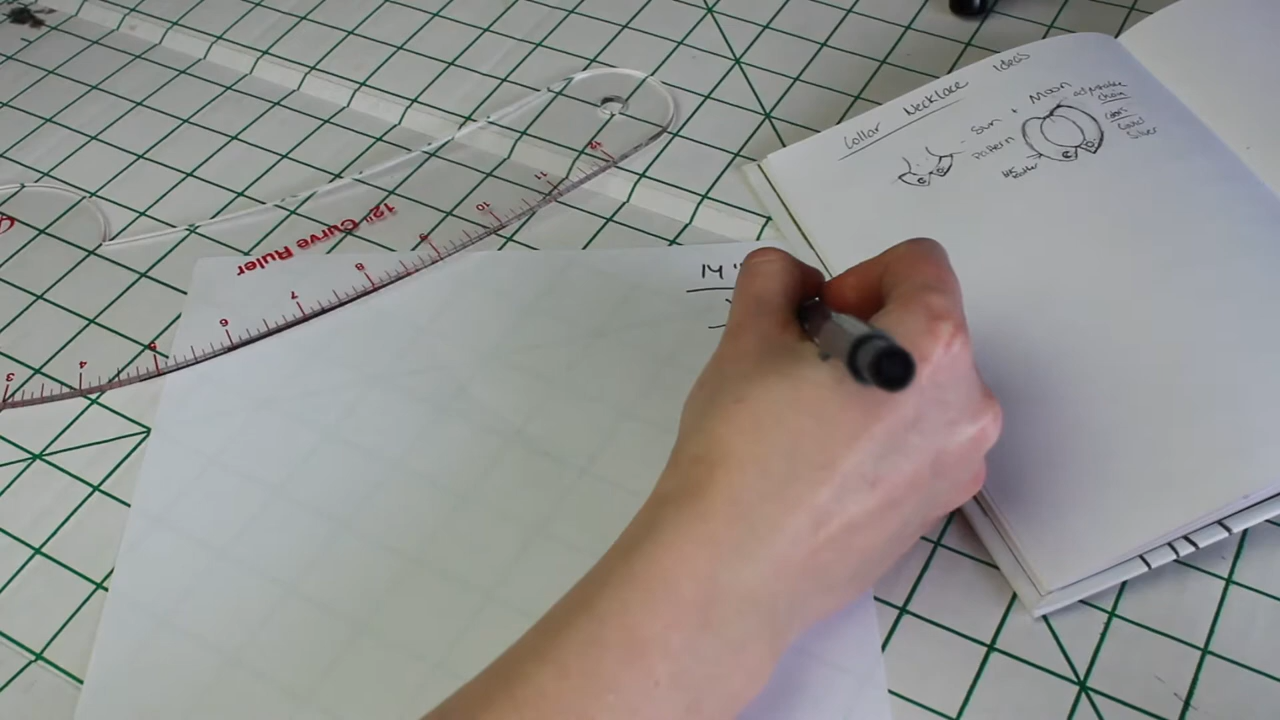 Collar Necklace Ideas
Sun + Moon
Pattern
chain
Gold
Silver
14"
12" Curve Ruler
12
11
10
9
8
7
6
5
4
3